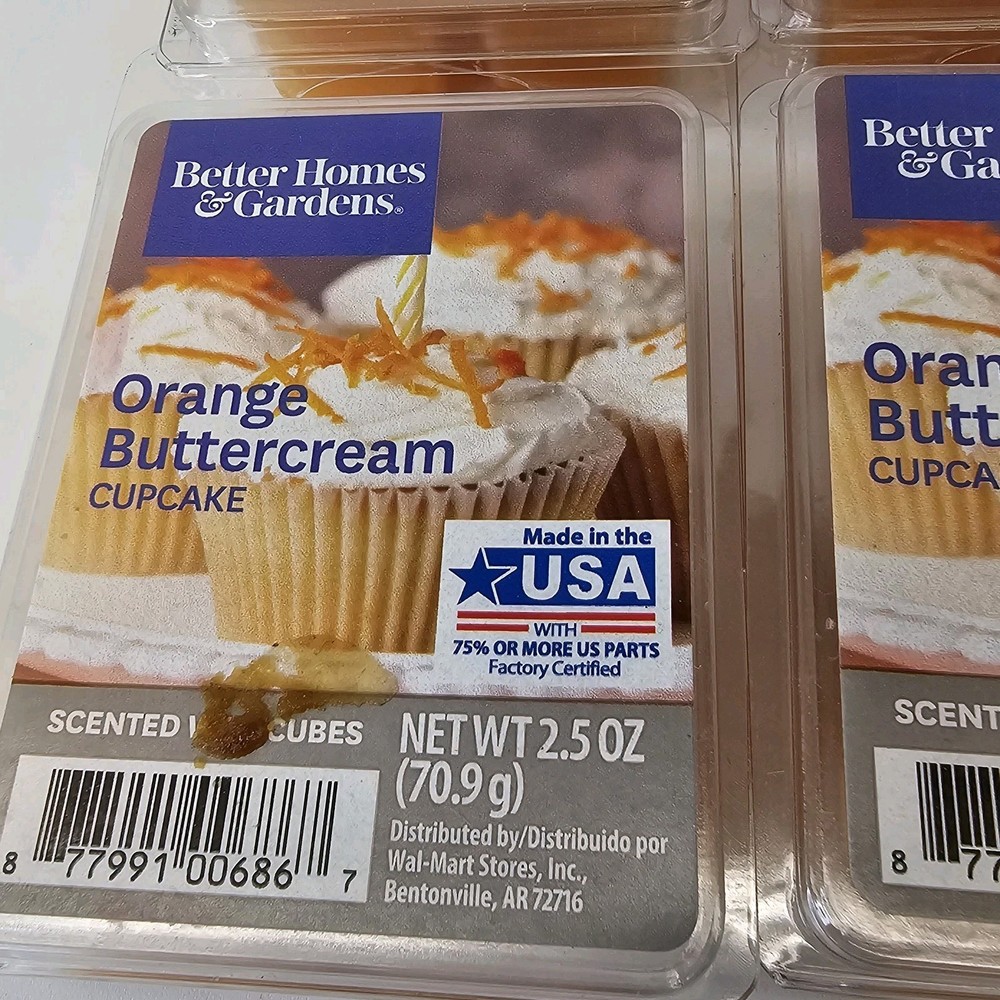 Better Homes
& Gardens®
Orange
Buttercream
CUPCAKE
Made in the
USA
WITH
75% OR MORE US PARTS
Factory Certified
SCENTED CUBES
NET WT 2.5 OZ
(70.9 g)
Distributed by/Distribuido por
Wal-Mart Stores, Inc.,
Bentonville, AR 72716
8 77991 00686 7
Better
& Ga
Oran
Butt
CUPCA
SCENT
8 77